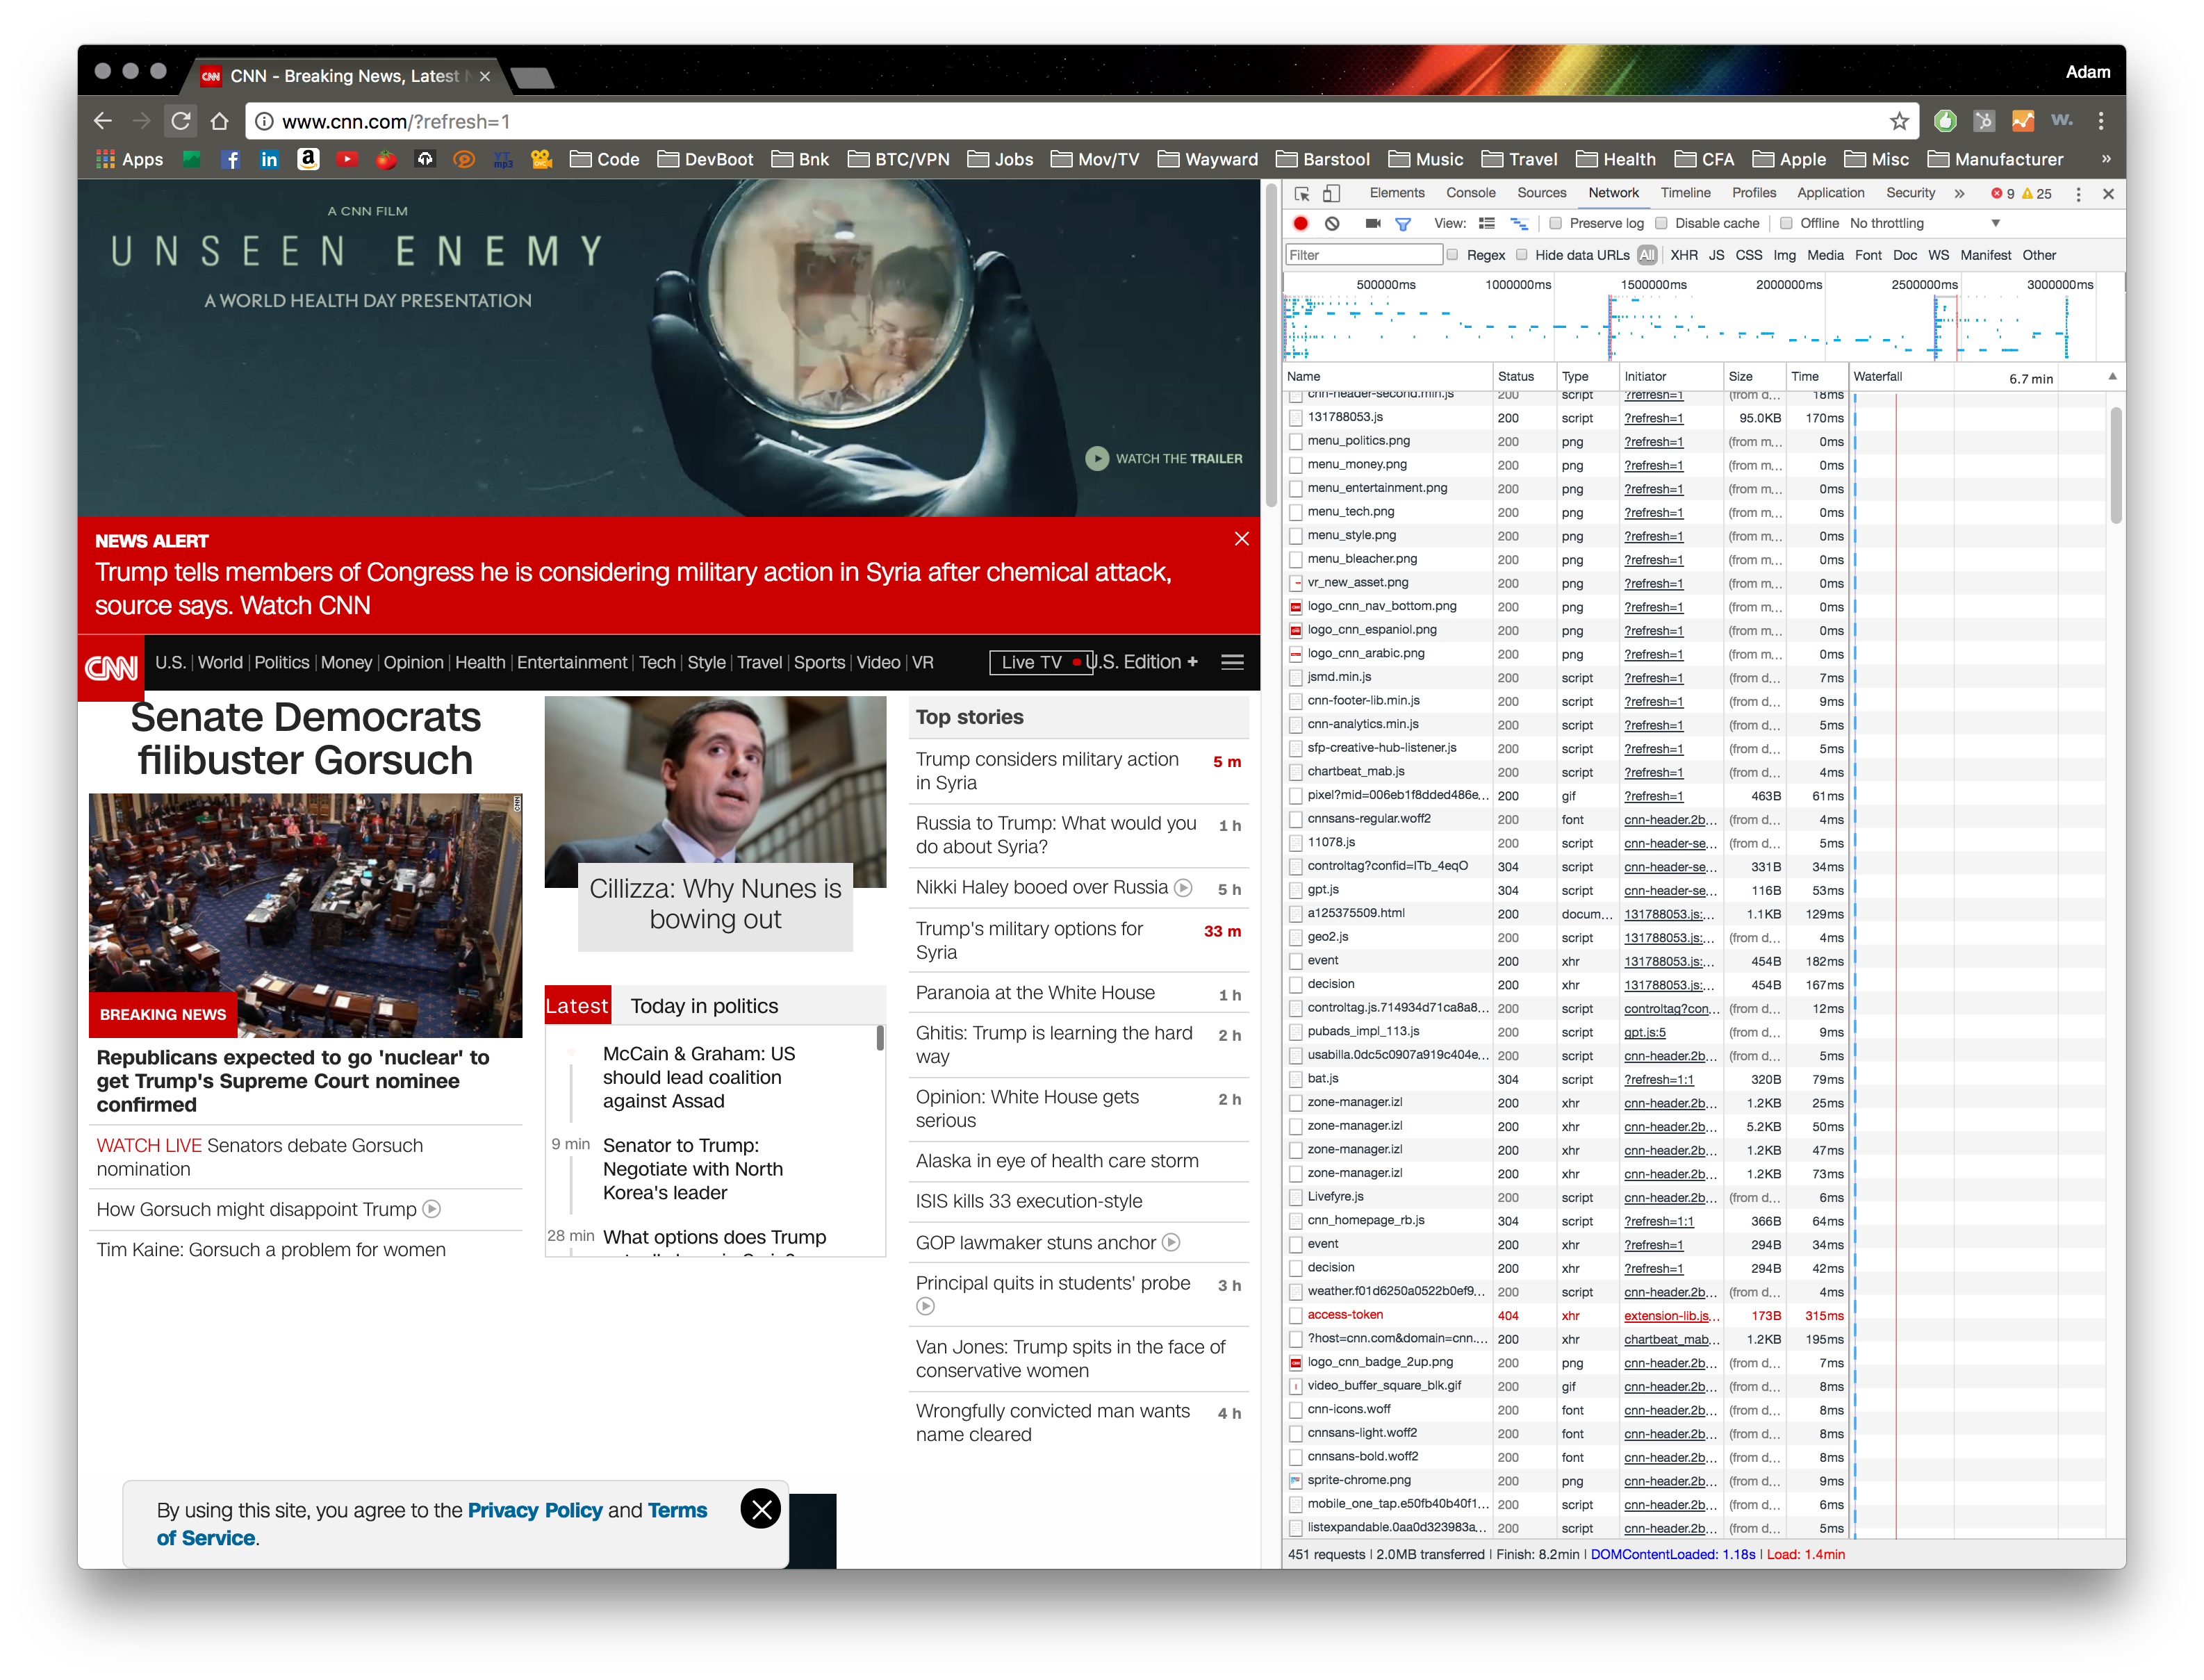 CNN - Breaking News, Latest N
Adam
www.cnn.com/?refresh=1
w.
Apps
YT mp3
Code
DevBoot
Bnk
BTC/VPN
Jobs
Mov/TV
Wayward
Barstool
Music
Travel
Health
CFA
Apple
Misc
Manufacturer
»
A CNN FILM
UNSEEN ENEMY
A WORLD HEALTH DAY PRESENTATION
WATCH THE TRAILER
NEWS ALERT
Trump tells members of Congress he is considering military action in Syria after chemical attack,
source says. Watch CNN
CNN U.S. | World | Politics | Money | Opinion | Health | Entertainment | Tech | Style | Travel | Sports | Video | VR Live TV U.S. Edition +
Senate Democrats
filibuster Gorsuch
CNN
BREAKING NEWS
Republicans expected to go 'nuclear' to
get Trump's Supreme Court nominee
confirmed
WATCH LIVE Senators debate Gorsuch
nomination
How Gorsuch might disappoint Trump
Tim Kaine: Gorsuch a problem for women
Cillizza: Why Nunes is
bowing out
Latest Today in politics
McCain & Graham: US
should lead coalition
against Assad
9 min Senator to Trump:
Negotiate with North
Korea's leader
28 min What options does Trump
Top stories
Trump considers military action 5 m
in Syria
Russia to Trump: What would you 1 h
do about Syria?
Nikki Haley booed over Russia 5 h
Trump's military options for 33 m
Syria
Paranoia at the White House 1 h
Ghitis: Trump is learning the hard 2 h
way
Opinion: White House gets 2 h
serious
Alaska in eye of health care storm
ISIS kills 33 execution-style
GOP lawmaker stuns anchor
Principal quits in students' probe 3 h
Van Jones: Trump spits in the face of
conservative women
Wrongfully convicted man wants 4 h
name cleared
By using this site, you agree to the Privacy Policy and Terms
of Service.
Elements Console Sources Network Timeline Profiles Application Security » 9 25
View: Preserve log Disable cache Offline No throttling
Filter Regex Hide data URLs All XHR JS CSS Img Media Font Doc WS Manifest Other
500000ms 1000000ms 1500000ms 2000000ms 2500000ms 3000000ms
Name Status Type Initiator Size Time Waterfall 6.7 min
cnn-header-second.min.js 200 script ?refresh=1 (from d... 18ms
131788053.js 200 script ?refresh=1 95.0KB 170ms
menu_politics.png 200 png ?refresh=1 (from m... 0ms
menu_money.png 200 png ?refresh=1 (from m... 0ms
menu_entertainment.png 200 png ?refresh=1 (from m... 0ms
menu_tech.png 200 png ?refresh=1 (from m... 0ms
menu_style.png 200 png ?refresh=1 (from m... 0ms
menu_bleacher.png 200 png ?refresh=1 (from m... 0ms
vr_new_asset.png 200 png ?refresh=1 (from m... 0ms
logo_cnn_nav_bottom.png 200 png ?refresh=1 (from m... 0ms
logo_cnn_espaniol.png 200 png ?refresh=1 (from m... 0ms
logo_cnn_arabic.png 200 png ?refresh=1 (from m... 0ms
jsmd.min.js 200 script ?refresh=1 (from d... 7ms
cnn-footer-lib.min.js 200 script ?refresh=1 (from d... 9ms
cnn-analytics.min.js 200 script ?refresh=1 (from d... 5ms
sfp-creative-hub-listener.js 200 script ?refresh=1 (from d... 5ms
chartbeat_mab.js 200 script ?refresh=1 (from d... 4ms
pixel?mid=006eb1f8dded486e... 200 gif ?refresh=1 463B 61ms
cnnsans-regular.woff2 200 font cnn-header.2b... (from d... 4ms
11078.js 200 script cnn-header-se... (from d... 5ms
controltag?confid=ITb_4eqO 304 script cnn-header-se... 331B 34ms
gpt.js 304 script cnn-header-se... 116B 53ms
a125375509.html 200 docum... 131788053.js:... 1.1KB 129ms
geo2.js 200 script 131788053.js:... (from d... 4ms
event 200 xhr 131788053.js:... 454B 182ms
decision 200 xhr 131788053.js:... 454B 167ms
controltag.js.714934d71ca8a8... 200 script controltag?con... (from d... 12ms
pubads_impl_113.js 200 script gpt.js:5 (from d... 9ms
usabilla.0dc5c0907a919c404e... 200 script cnn-header.2b... (from d... 5ms
bat.js 304 script ?refresh=1:1 320B 79ms
zone-manager.izl 200 xhr cnn-header.2b... 1.2KB 25ms
zone-manager.izl 200 xhr cnn-header.2b... 5.2KB 50ms
zone-manager.izl 200 xhr cnn-header.2b... 1.2KB 47ms
zone-manager.izl 200 xhr cnn-header.2b... 1.2KB 73ms
Livefyre.js 200 script cnn-header.2b... (from d... 6ms
cnn_homepage_rb.js 304 script ?refresh=1:1 366B 64ms
event 200 xhr ?refresh=1 294B 34ms
decision 200 xhr ?refresh=1 294B 42ms
weather.f01d6250a0522b0ef9... 200 script cnn-header.2b... (from d... 4ms
access-token 404 xhr extension-lib.js... 173B 315ms
?host=cnn.com&domain=cnn.... 200 xhr chartbeat_mab... 1.2KB 195ms
logo_cnn_badge_2up.png 200 png cnn-header.2b... (from d... 7ms
video_buffer_square_blk.gif 200 gif cnn-header.2b... (from d... 8ms
cnn-icons.woff 200 font cnn-header.2b... (from d... 8ms
cnnsans-light.woff2 200 font cnn-header.2b... (from d... 8ms
cnnsans-bold.woff2 200 font cnn-header.2b... (from d... 8ms
sprite-chrome.png 200 png cnn-header.2b... (from d... 9ms
mobile_one_tap.e50fb40b40f1... 200 script cnn-header.2b... (from d... 6ms
listexpandable.0aa0d323983a... 200 script cnn-header.2b... (from d... 5ms
451 requests | 2.0MB transferred | Finish: 8.2min | DOMContentLoaded: 1.18s | Load: 1.4min